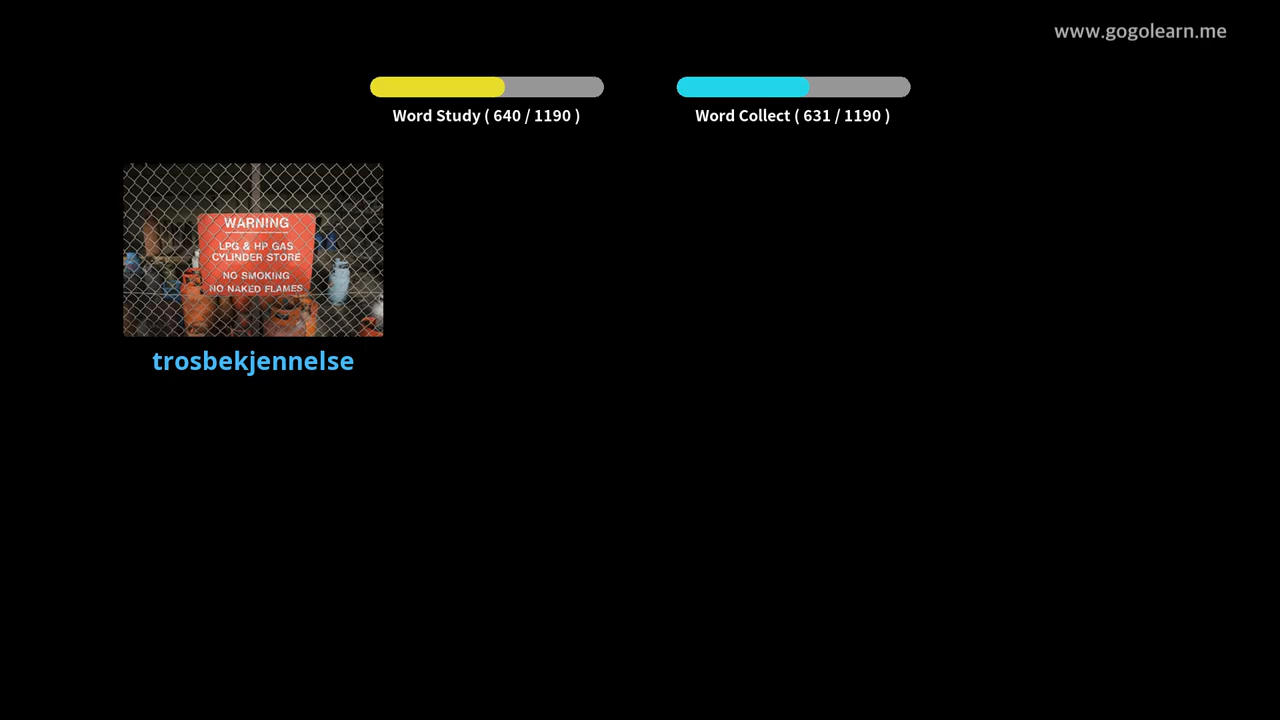 www.gogolearn.me
Word Study ( 640 / 1190 )
Word Collect ( 631 / 1190 )
WARNING
LPG & HP GAS
CYLINDER STORE
NO SMOKING
NO NAKED FLAMES
trosbekjennelse